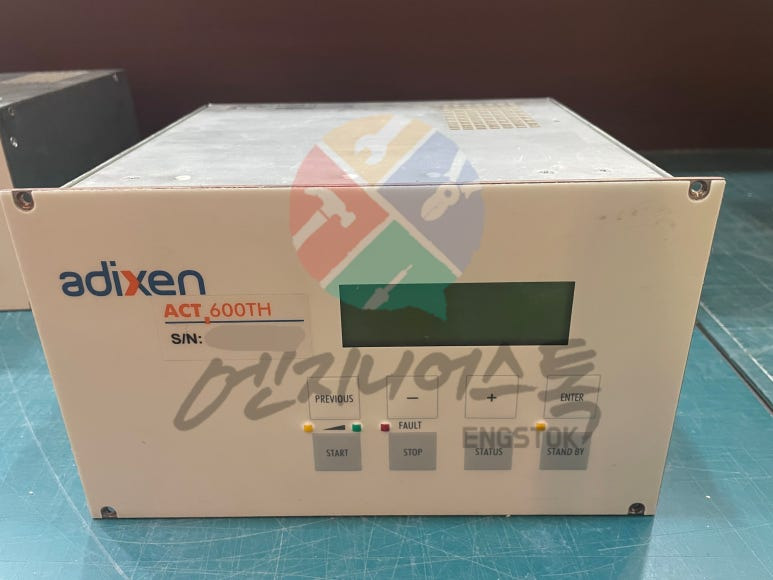 adixen
ACT 600TH
S/N:
엔지니어스톡
ENGSTOK
PREVIOUS
−
+
ENTER
FAULT
START
STOP
STATUS
STAND BY